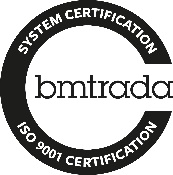 SYSTEM CERTIFICATION
bmtrada
ISO 9001 CERTIFICATION